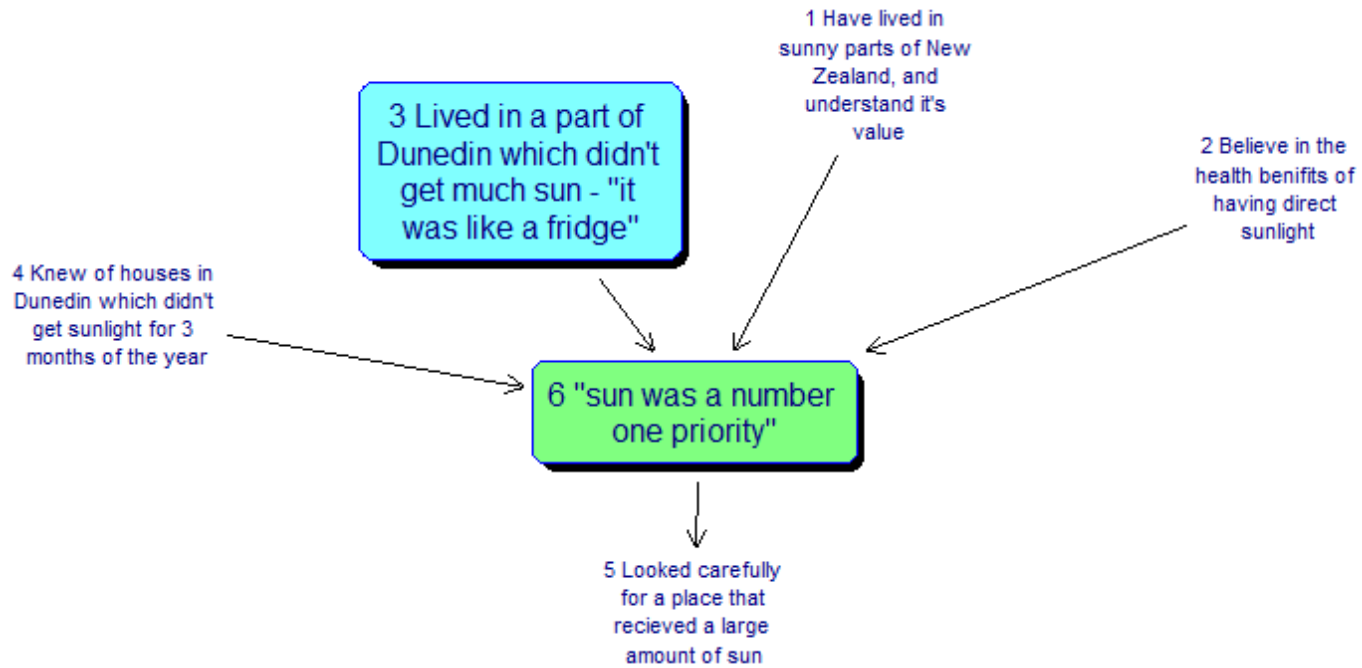 1 Have lived in
sunny parts of New
Zealand, and
understand it's
value
3 Lived in a part of
Dunedin which didn't
get much sun - "it
was like a fridge"
2 Believe in the
health benifits of
having direct
sunlight
4 Knew of houses in
Dunedin which didn't
get sunlight for 3
months of the year
6 "sun was a number
one priority"
5 Looked carefully
for a place that
recieved a large
amount of sun